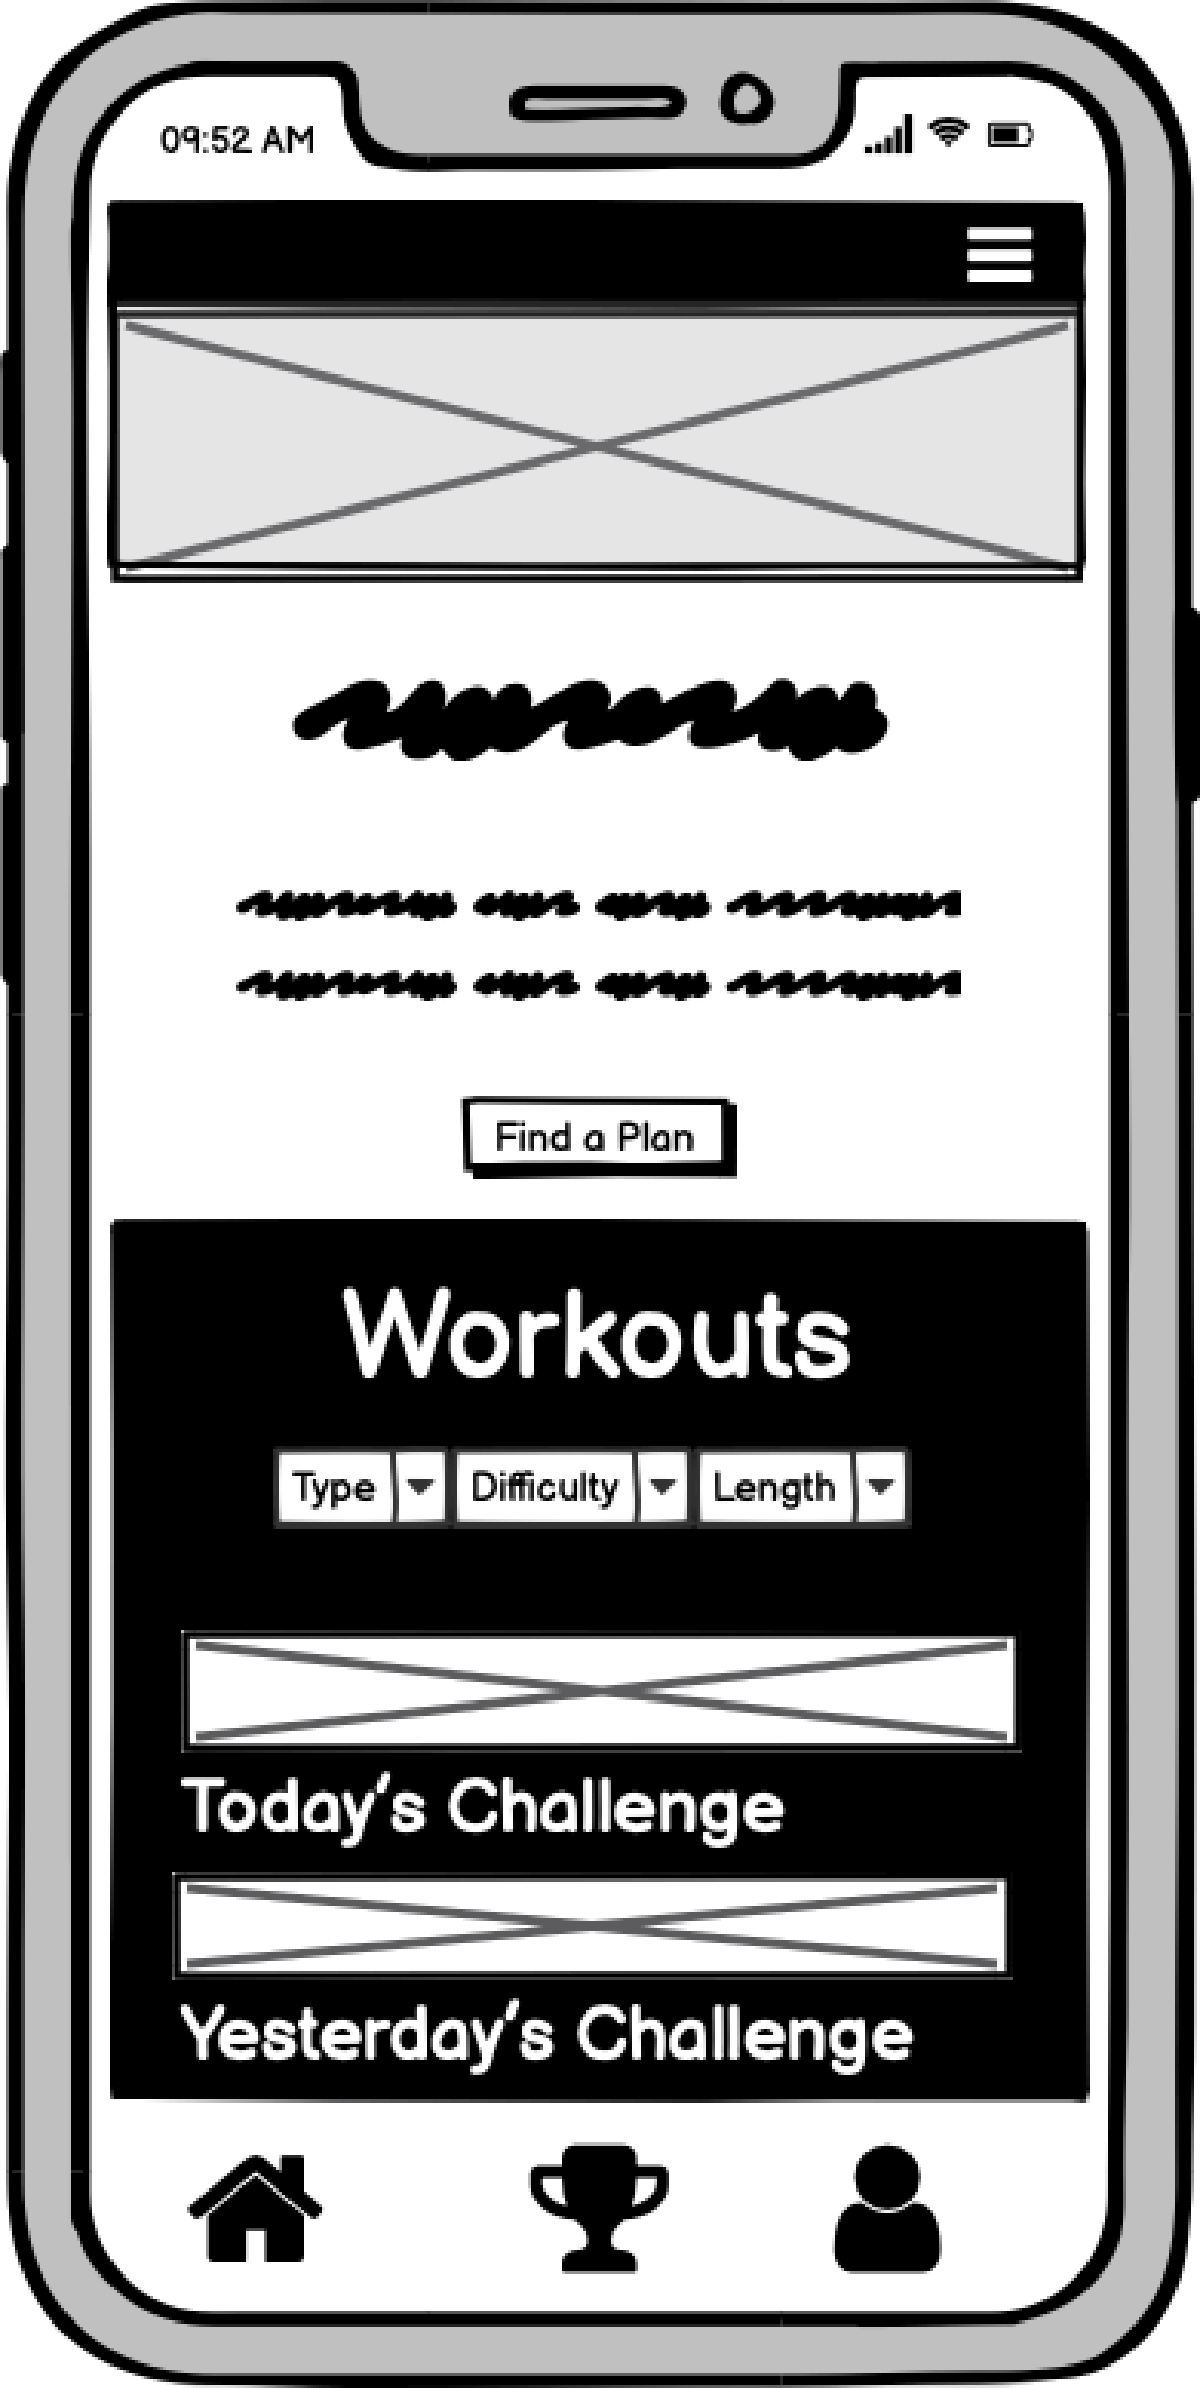 09:52 AM
Find a Plan
Workouts
Type Difficulty Length
Today's Challenge
Yesterday's Challenge